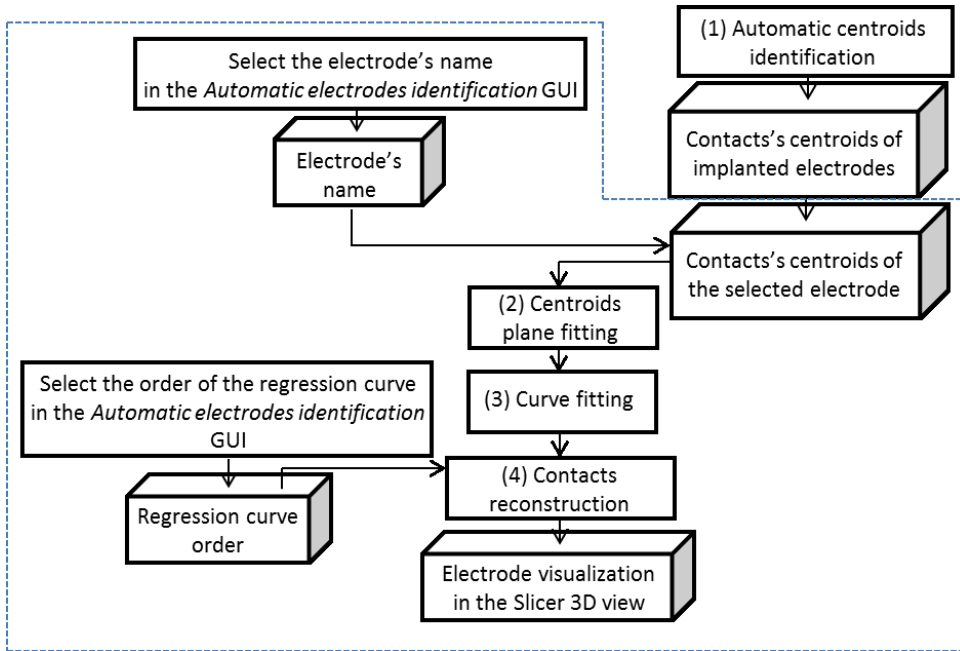 (1) Automatic centroids
identification
Select the electrode's name
in the Automatic electrodes identification GUI
Contacts's centroids of
implanted electrodes
Electrode's
name
Contacts's centroids of
the selected electrode
(2) Centroids
plane fitting
Select the order of the regression curve
in the Automatic electrodes identification
GUI
(3) Curve fitting
(4) Contacts
reconstruction
Regression curve
order
Electrode visualization
in the Slicer 3D view